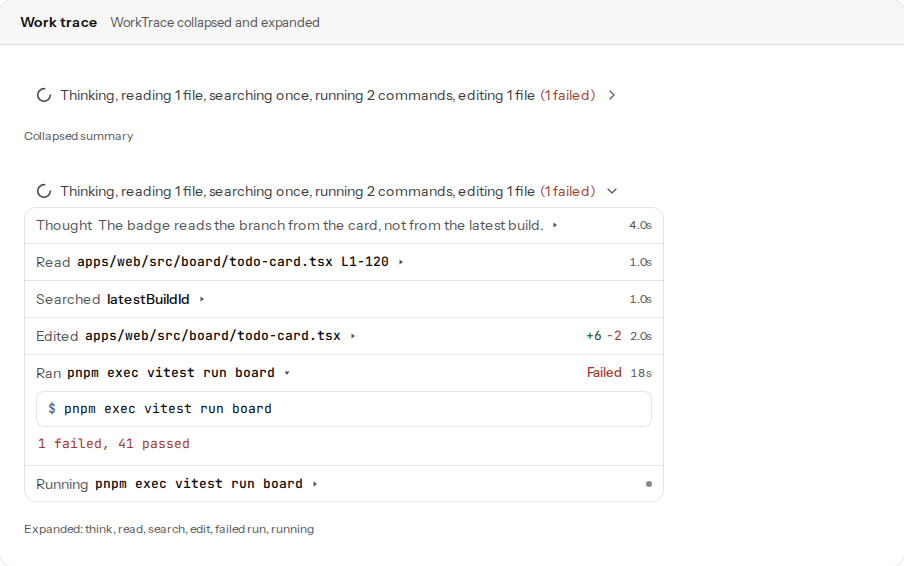 Work trace WorkTrace collapsed and expanded
Thinking, reading 1 file, searching once, running 2 commands, editing 1 file (1 failed)
Collapsed summary
Thinking, reading 1 file, searching once, running 2 commands, editing 1 file (1 failed)
Thought The badge reads the branch from the card, not from the latest build. 4.0s
Read apps/web/src/board/todo-card.tsx L1-120 1.0s
Searched latestBuildId 1.0s
Edited apps/web/src/board/todo-card.tsx +6 -2 2.0s
Ran pnpm exec vitest run board Failed 18s
$ pnpm exec vitest run board
1 failed, 41 passed
Running pnpm exec vitest run board
Expanded: think, read, search, edit, failed run, running